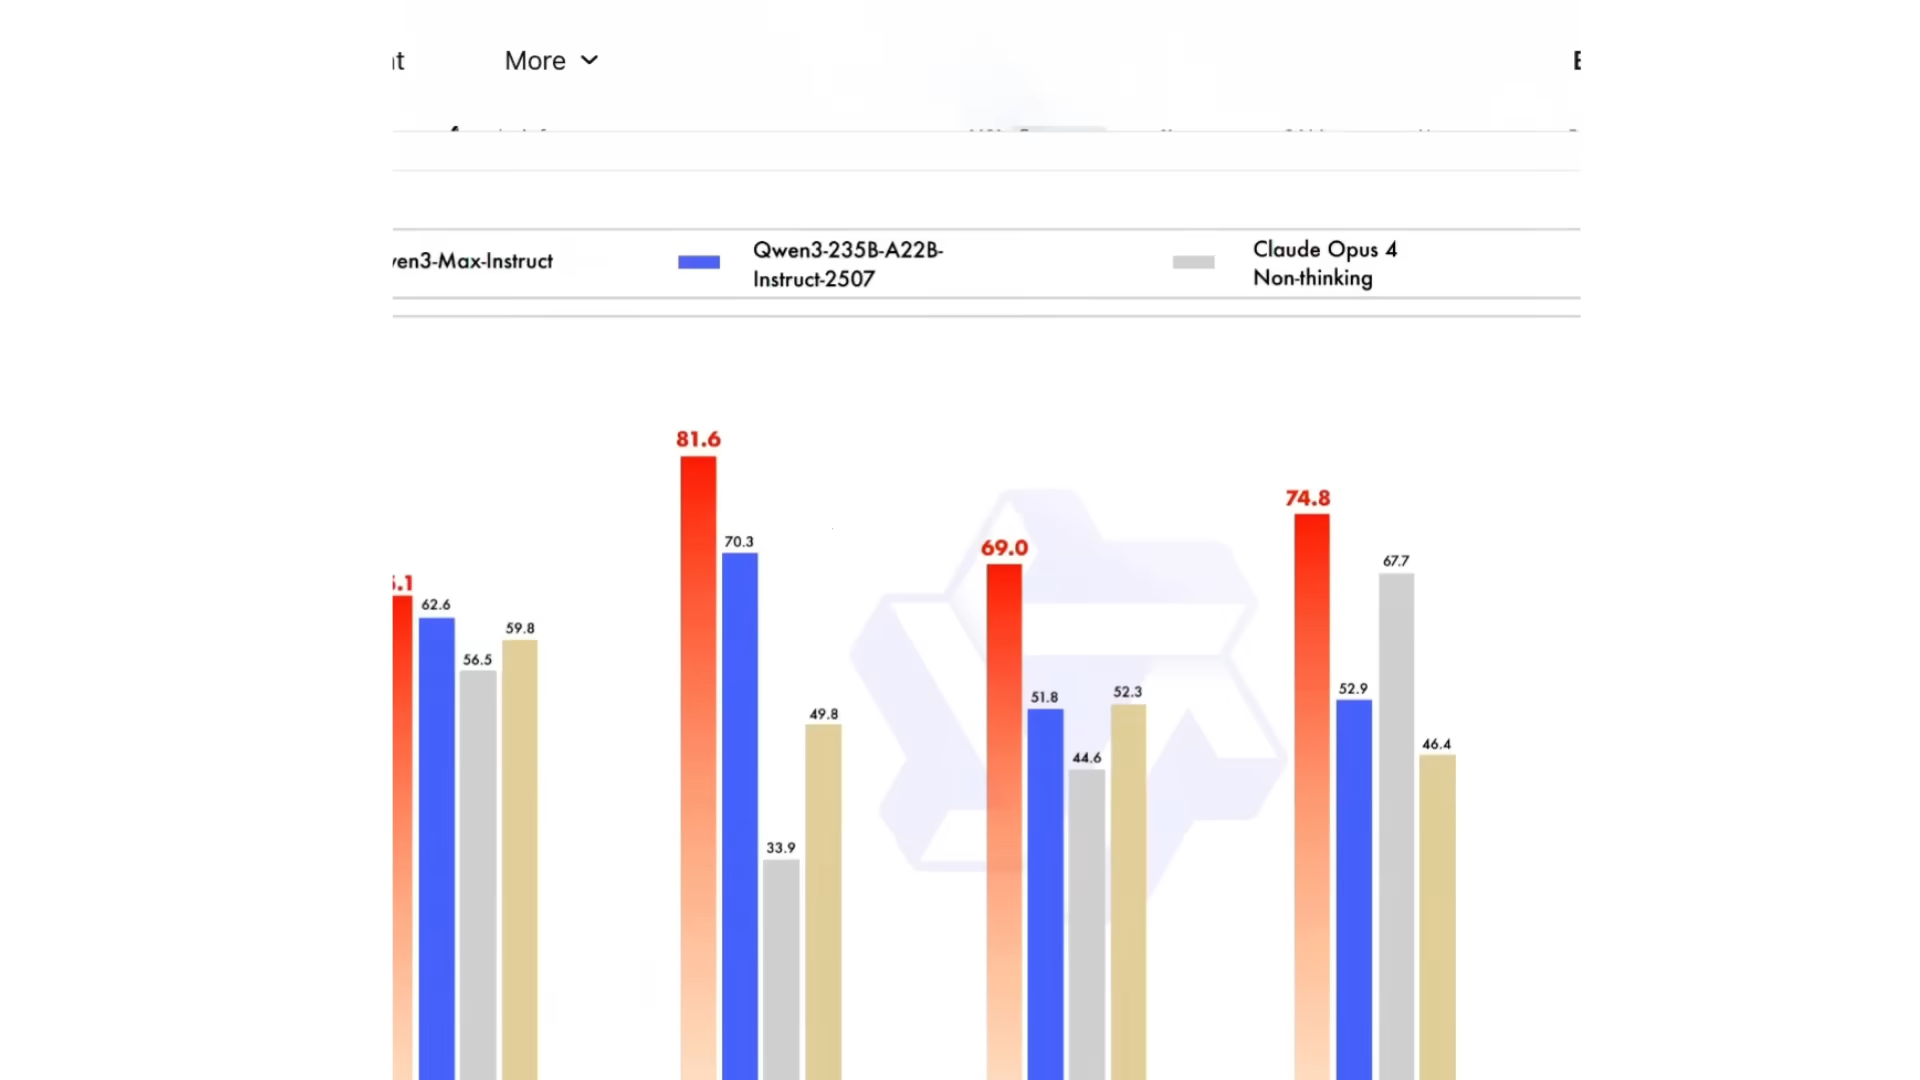 More
Qwen3-Max-Instruct
Qwen3-235B-A22B-
Instruct-2507
Claude Opus 4
Non-thinking
81.6
70.3
33.9
49.8
62.6
56.5
59.8
69.0
51.8
44.6
52.3
74.8
52.9
67.7
46.4